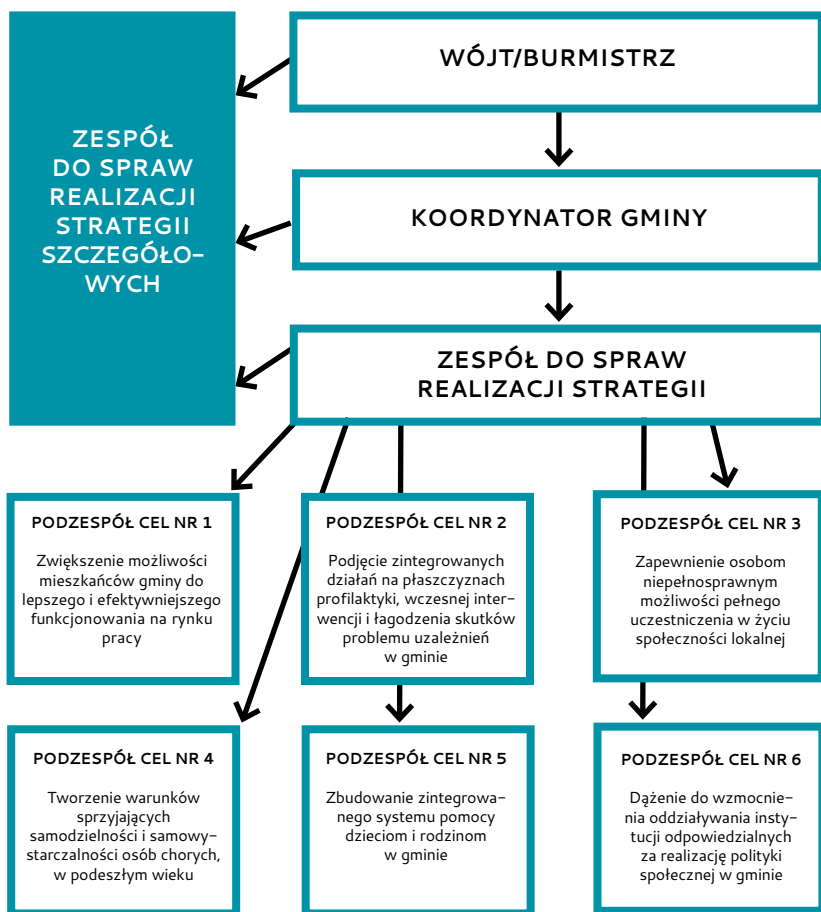 WÓJT/BURMISTRZ
ZESPÓŁ
DO SPRAW
REALIZACJI
STRATEGII
SZCZEGÓŁO-
WYCH
KOORDYNATOR GMINY
ZESPÓŁ DO SPRAW
REALIZACJI STRATEGII
PODZESPÓŁ CEL NR 1
Zwiększenie możliwości
mieszkańców gminy do
lepszego i efektywniejszego
funkcjonowania na rynku
pracy
PODZESPÓŁ CEL NR 2
Podjęcie zintegrowanych
działań na płaszczyznach
profilaktyki, wczesnej inter-
wencji i łagodzenia skutków
problemu uzależnień
w gminie
PODZESPÓŁ CEL NR 3
Zapewnienie osobom
niepełnosprawnym
możliwości pełnego
uczestniczenia w życiu
społeczności lokalnej
PODZESPÓŁ CEL NR 4
Tworzenie warunków
sprzyjających
samodzielności i samowy-
starczalności osób chorych,
w podeszłym wieku
PODZESPÓŁ CEL NR 5
Zbudowanie zintegrowa-
nego systemu pomocy
dzieciom i rodzinom
w gminie
PODZESPÓŁ CEL NR 6
Dążenie do wzmocnie-
nia oddziaływania insty-
tucji odpowiedzialnych
za realizację polityki
społecznej w gminie